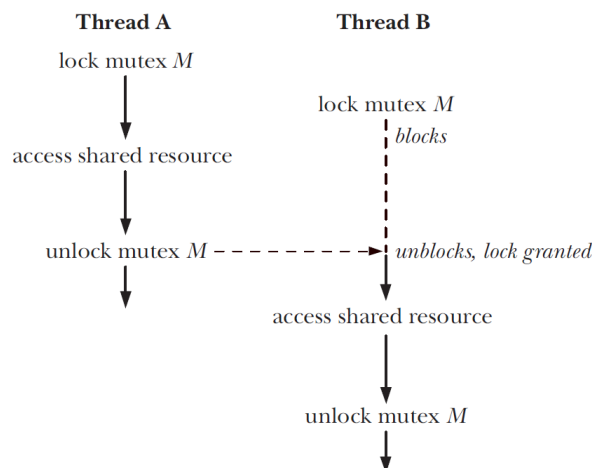 Thread A
Thread B
lock mutex M
lock mutex M
blocks
access shared resource
unlock mutex M
unblocks, lock granted
access shared resource
unlock mutex M